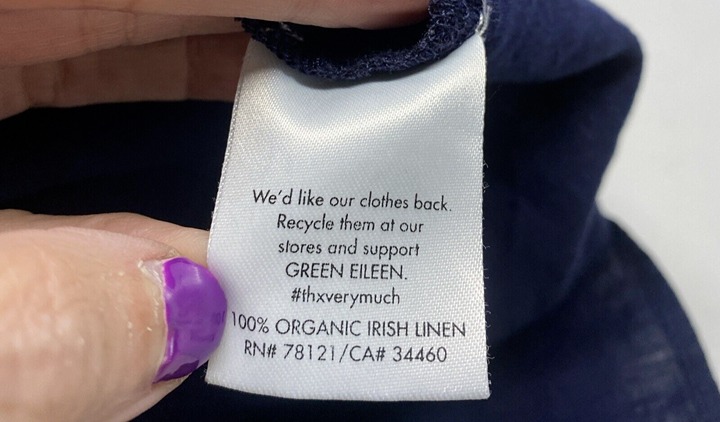 We'd like our clothes back.
Recycle them at our
stores and support
GREEN EILEEN.
#thxverymuch
100% ORGANIC IRISH LINEN
RN# 78121/CA# 34460